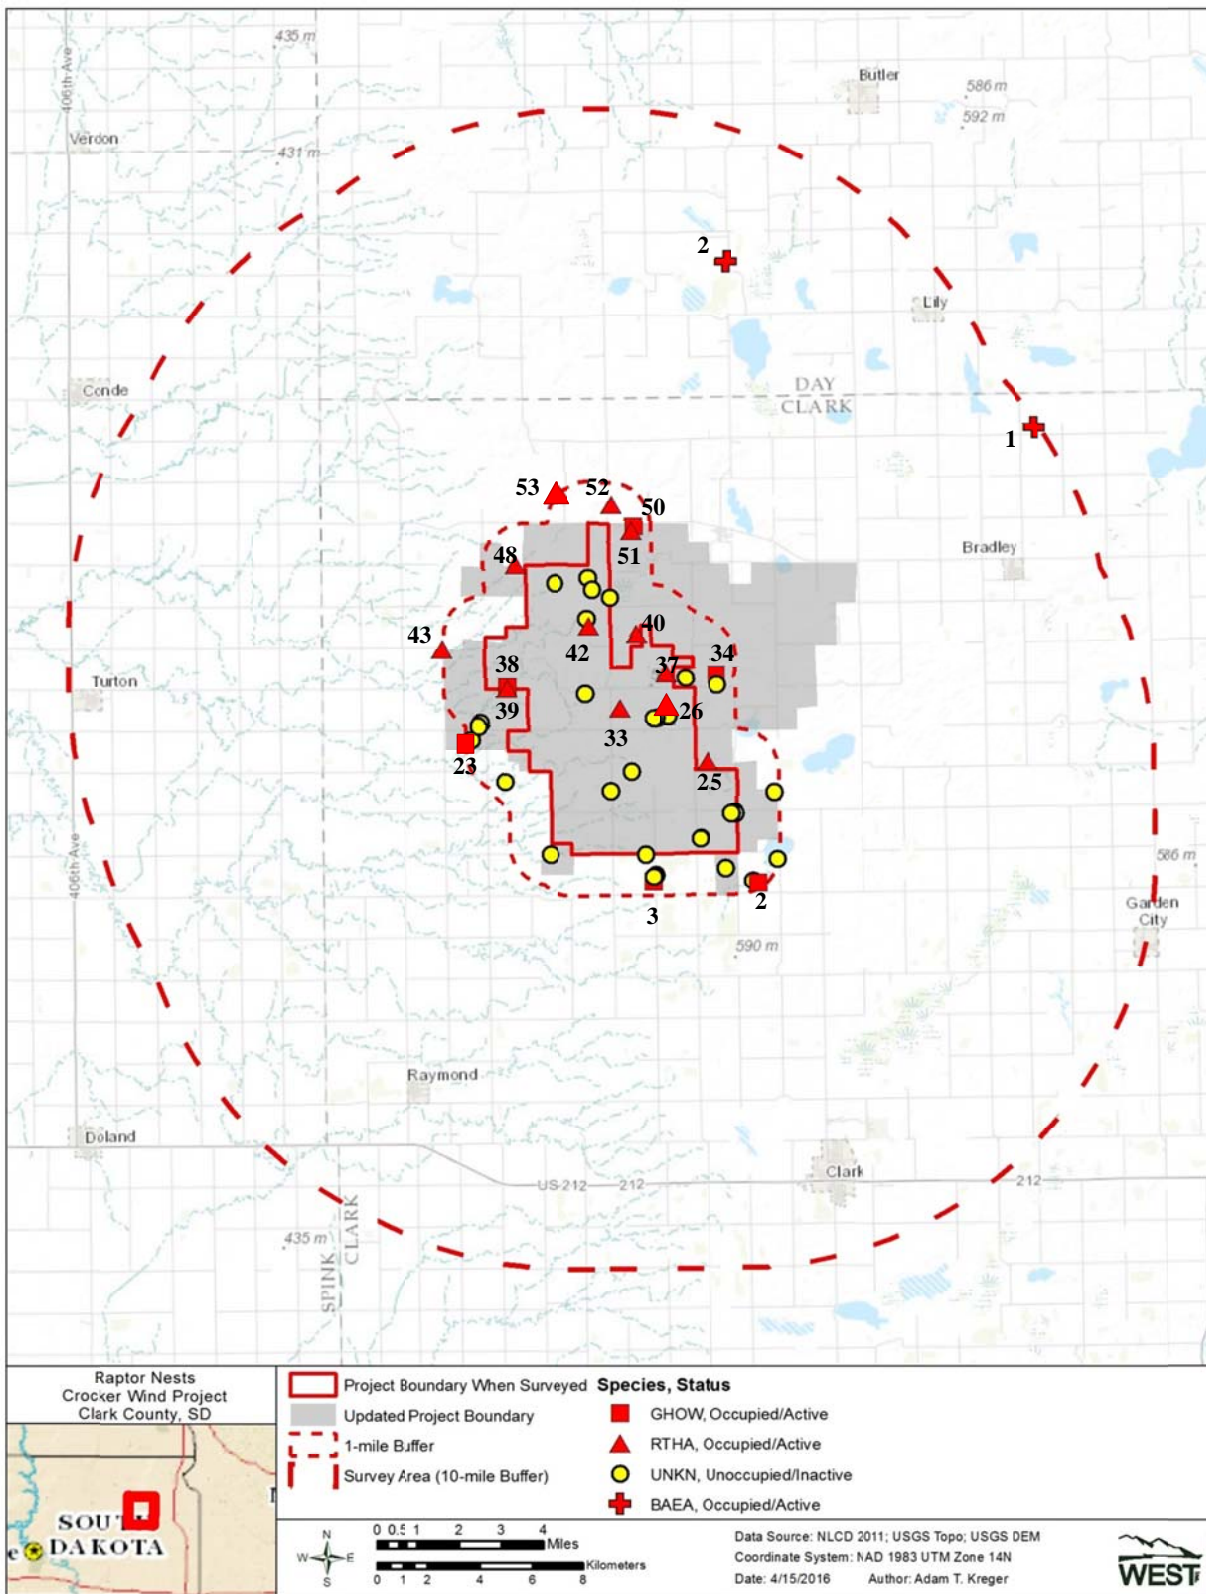 435 m
406th Ave
Butler
586 m
592 m
Verdon
431 m
2
Lily
Conde
DAY
CLARK
1
53
52
50
51
Bradley
48
43
40
42
37
34
38
Turton
39
26
33
23
25
406th Ave
586 m
2
3
Garden
City
590 m
Raymond
Doland
Clark
US 212
212
212
SPINK
CLARK
435 m
Raptor Nests
Crocker Wind Project
Clark County, SD
SOUTH
DAKOTA
e
Project Boundary When Surveyed
Updated Project Boundary
1-mile Buffer
Survey Area (10-mile Buffer)
Species, Status
GHOW, Occupied/Active
RTHA, Occupied/Active
UNKN, Unoccupied/Inactive
BAEA, Occupied/Active
N
W E
S
0 0.5 1 2 3 4
Miles
Kilometers
0 1 2 4 6 8
Data Source: NLCD 2011; USGS Topo; USGS DEM
Coordinate System: NAD 1983 UTM Zone 14N
Date: 4/15/2016 Author: Adam T. Kreger
WEST